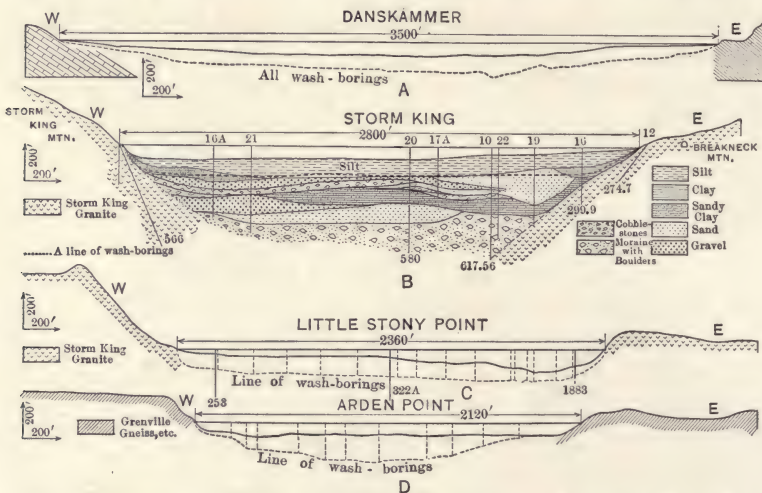 DANSKAMMER
W
E
3500′
200′
200′
All wash-borings
A
STORM KING
W
E
STORM
KING
MTN.
2800′
16A
21
20
17A
10
22
19
16
12
BREAKNECK
MTN.
200′
200′
Silt
274.7
299.9
566
580
617.56
Storm King
Granite
A line of wash-borings
Silt
Clay
Sandy
Clay
Sand
Gravel
Cobble-
stones
Moraine
with
Boulders
B
W
LITTLE STONY POINT
E
2360′
200′
200′
Storm King
Granite
Line of wash-borings
C
253
322A
1883
ARDEN POINT
W
E
2120′
200′
200′
Grenville
Gneiss, etc.
Line of wash-borings
D